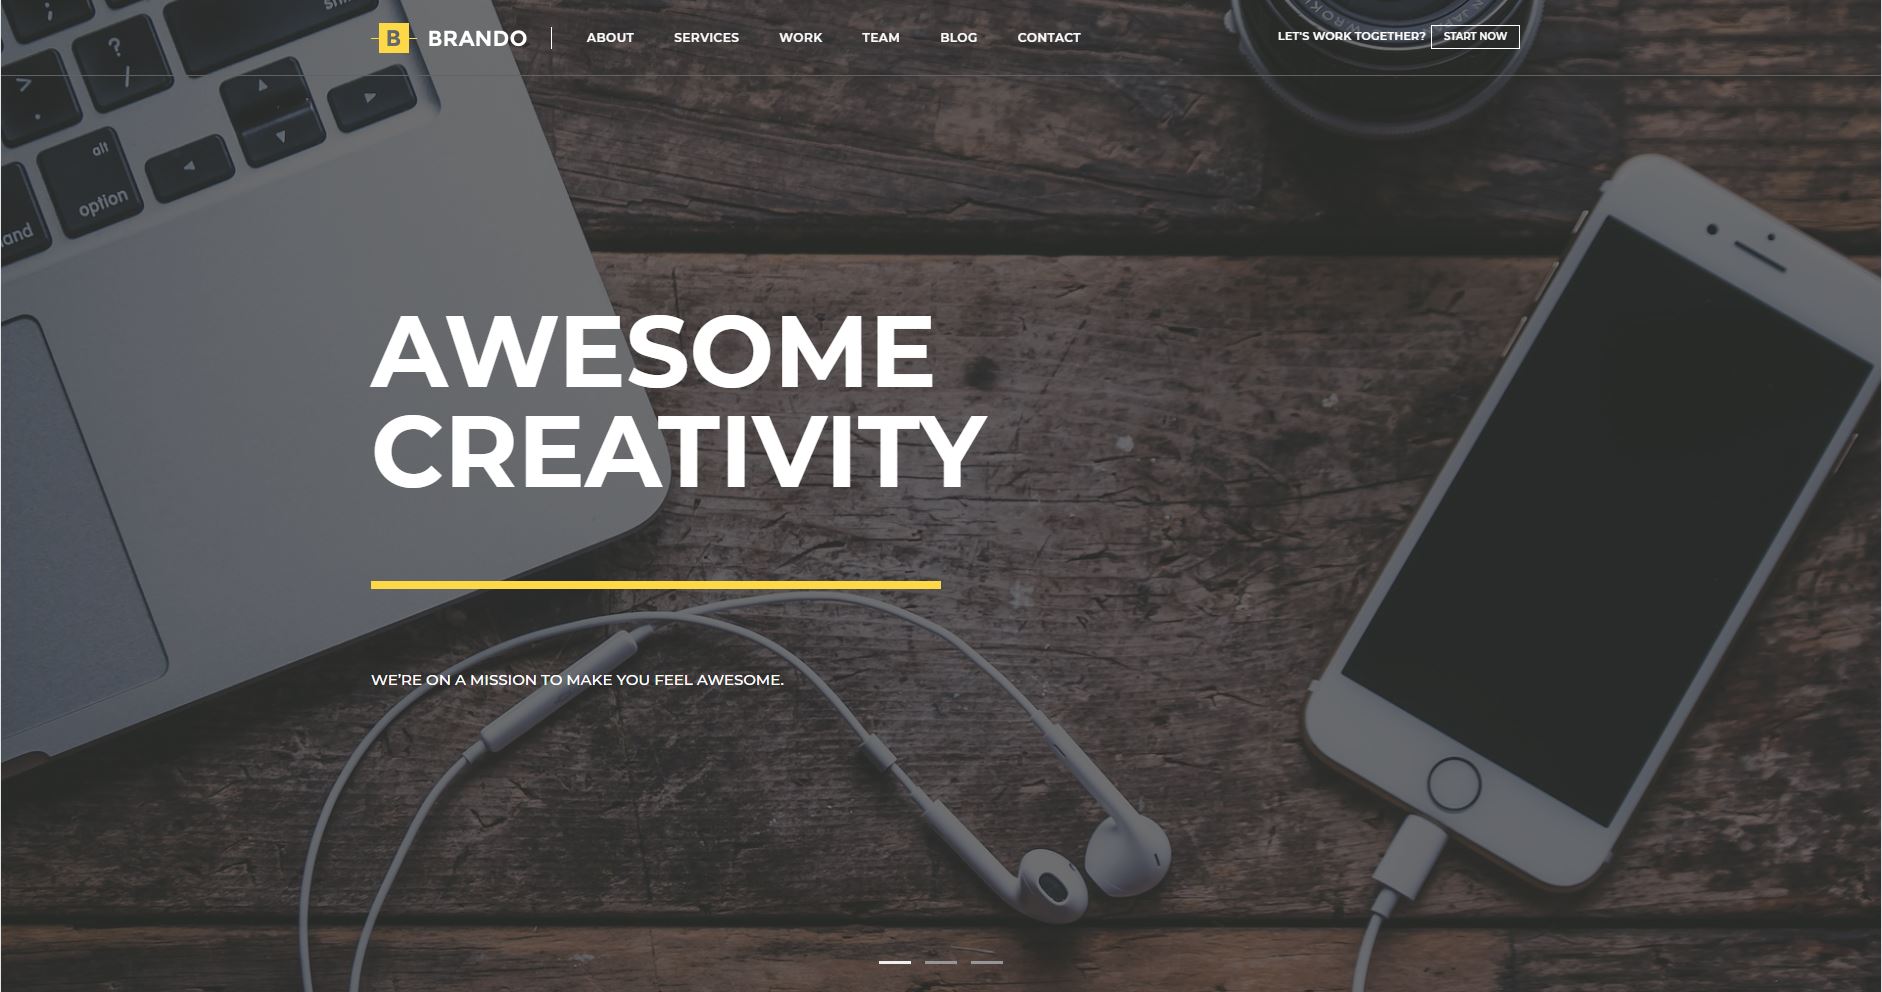 B BRANDO
ABOUT SERVICES WORK TEAM BLOG CONTACT
LET'S WORK TOGETHER? START NOW
? /
> .
;
alt
option
AWESOME
CREATIVITY
WE'RE ON A MISSION TO MAKE YOU FEEL AWESOME.